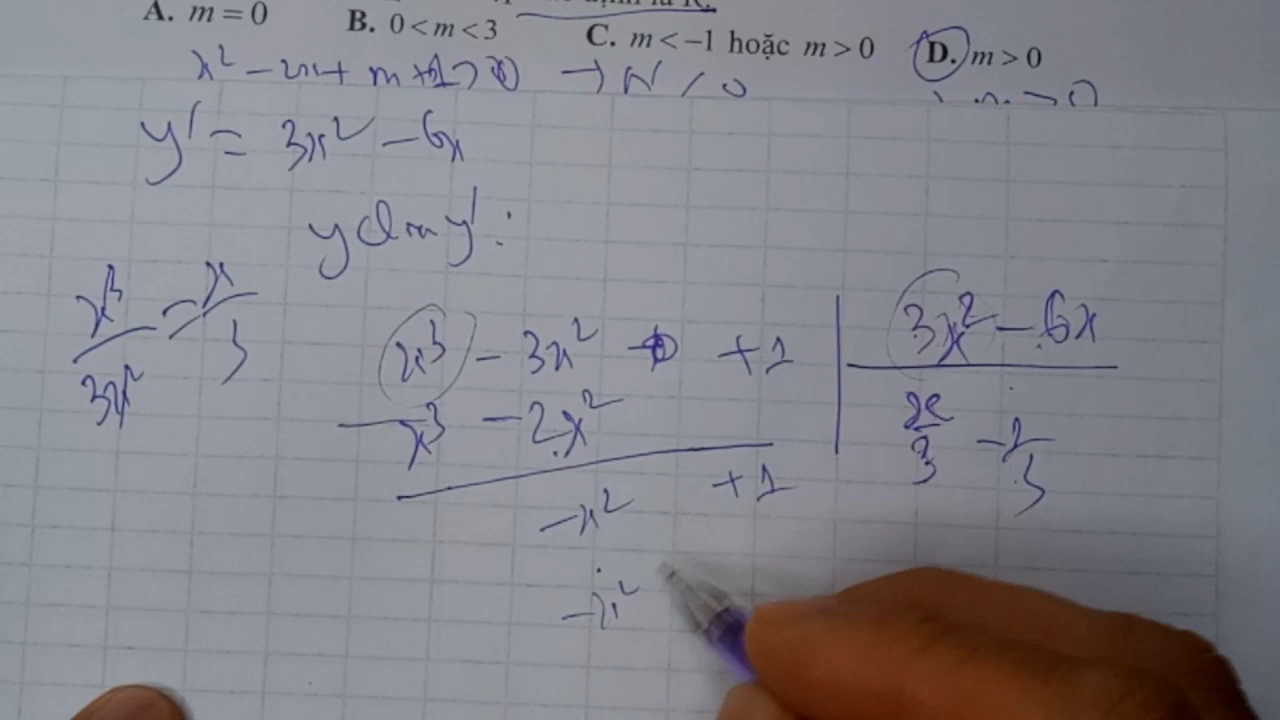 A. m = 0 B. 0 < m < 3 C. m < −1 hoặc m > 0 D. m > 0
x² − 2x + m + 1 > 0 →
y' = 3x² − 6x
y chia y' :
x³/3x² = x/3
x³ − 3x² + 1 | 3x² − 6x
x³ − 2x² | x/3 − 1/3
−x² + 1
−x²